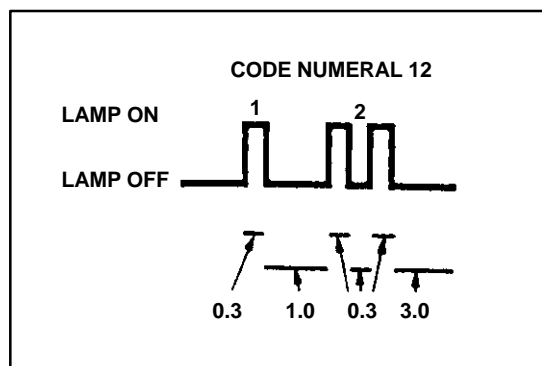 CODE NUMERAL 12
LAMP ON
1
2
LAMP OFF
0.3 1.0 0.3 3.0